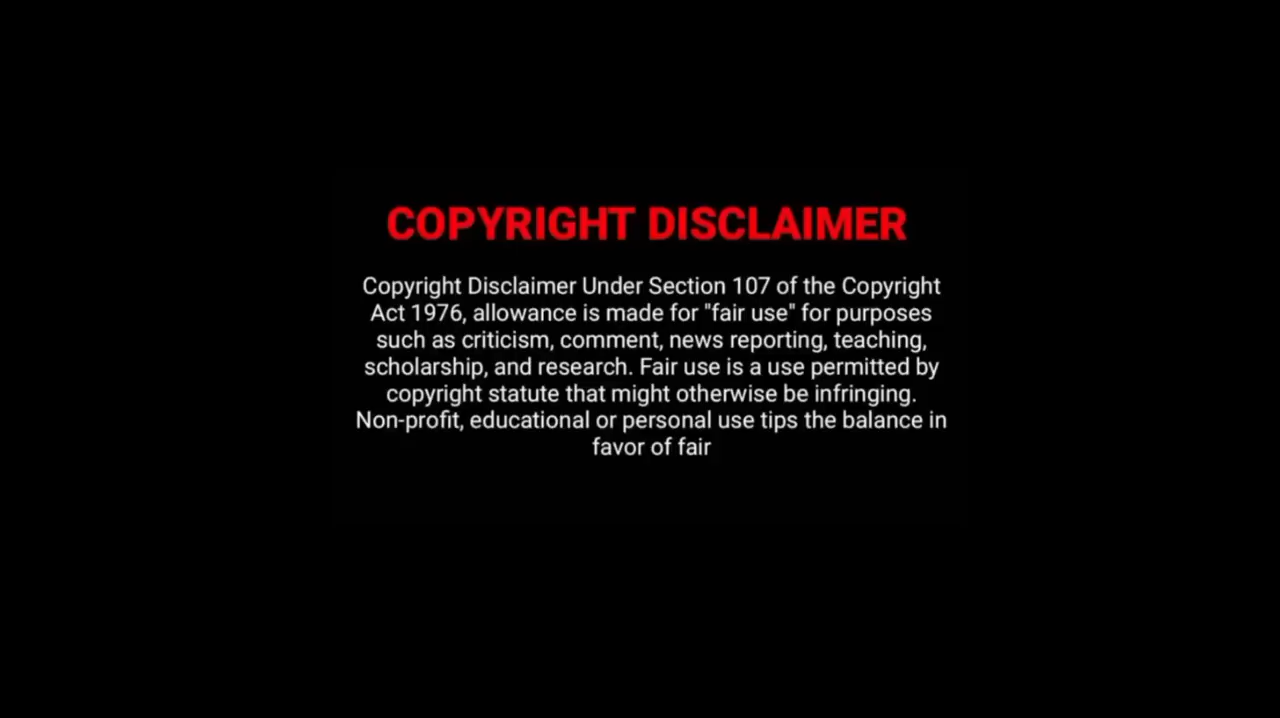 COPYRIGHT DISCLAIMER
Copyright Disclaimer Under Section 107 of the Copyright
Act 1976, allowance is made for "fair use" for purposes
such as criticism, comment, news reporting, teaching,
scholarship, and research. Fair use is a use permitted by
copyright statute that might otherwise be infringing.
Non-profit, educational or personal use tips the balance in
favor of fair